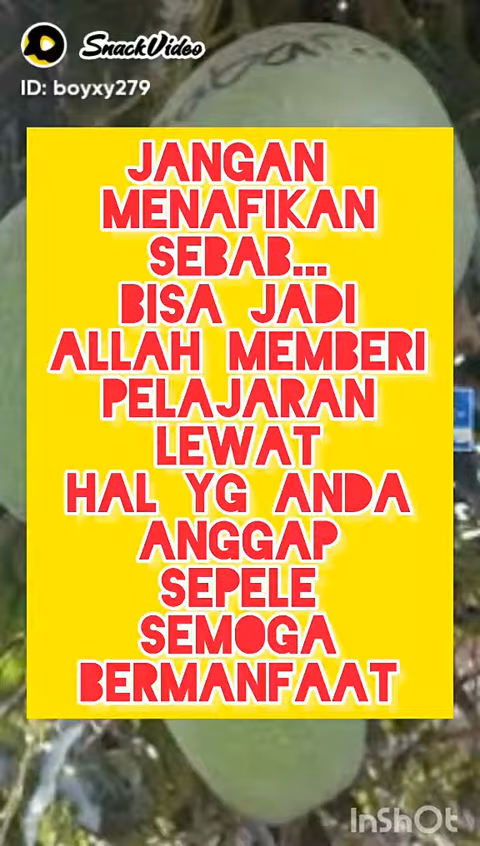 SnackVideo
ID: boyxy279
JANGAN
MENAFIKAN
SEBAB...
BISA JADI
ALLAH MEMBERI
PELAJARAN
LEWAT
HAL YG ANDA
ANGGAP
SEPELE
SEMOGA
BERMANFAAT
InShOt